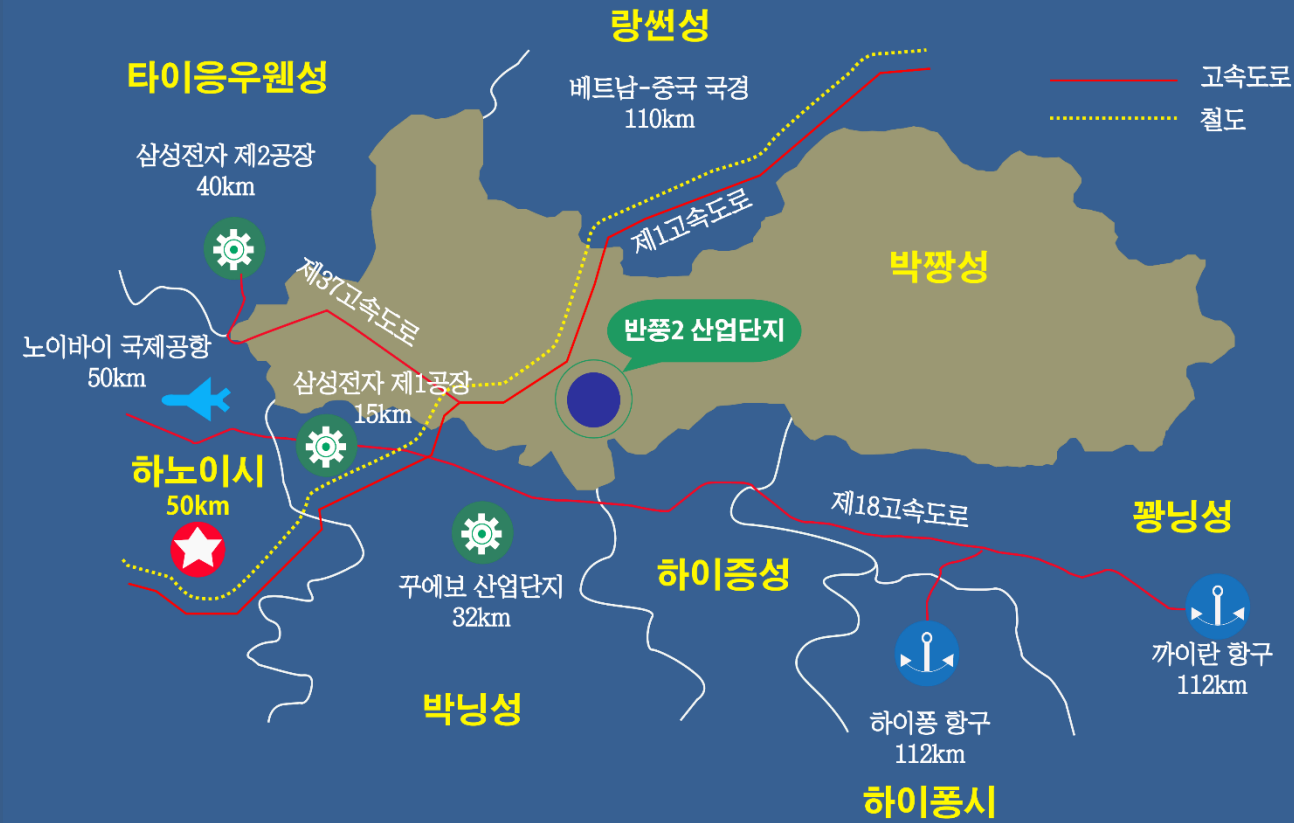 랑썬성
타이응우웬성
베트남-중국 국경
110km
고속도로
철도
삼성전자 제2공장
40km
제1고속도로
박짱성
제37고속도로
반쭝2 산업단지
노이바이 국제공항
50km
삼성전자 제1공장
15km
하노이시
50km
제18고속도로
꽝닝성
꾸에보 산업단지
32km
하이증성
까이란 항구
112km
박닝성
하이퐁 항구
112km
하이퐁시